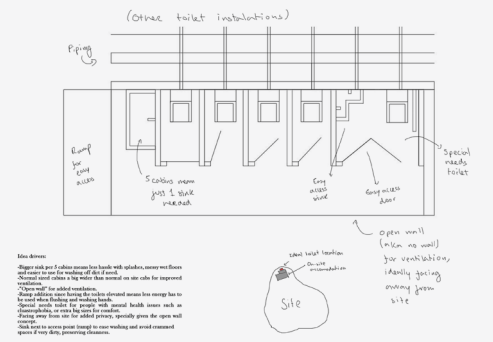 (Other toilet instalations)
Piping
Ramp
for
easy
access
5 cabins mean
just 1 sink
needed
Easy
access
sink
Easy access
door
Special
needs
toilet
open wall
(mean no wall)
for ventilation,
ideally facing
away from
site
Ideal toilet location
On-site
accomodation
Site
Idea drivers:
-Bigger sink per 5 cabins means less hands with splashes, messy wet floors
and easier to use for washing off dirt if need.
-Normal sized cabins a big wider than normal on site cabs for improved
ventilation.
-"Open wall" for added ventilation.
-Ramp addition since having the toilets elevated means less energy has to
be used when flushing and washing hands.
-Special needs toilet for people with mental health issues such as
claustrophobia, or extra big sizes for comfort.
-Facing away from site for added privacy, specially given the open wall
concept.
-Sink next to access point (ramp) to ease washing and avoid cramped
spaces if very dirty, preserving cleanness.